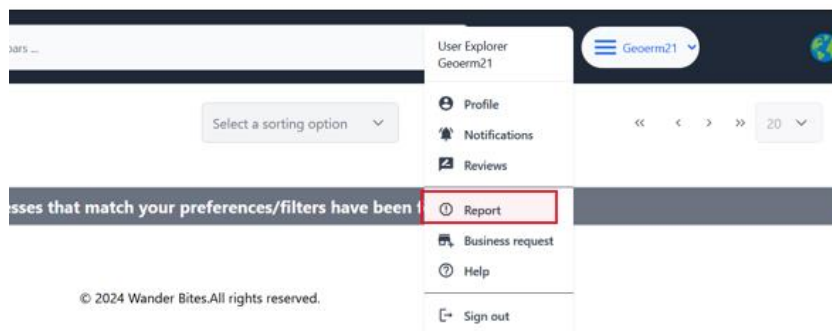 User Explorer
Geoerm21
Geoerm21
Profile
Select a sorting option
20
Notifications
Reviews
esses that match your preferences/filters have been
Report
Business request
Help
© 2024 Wander Bites.All rights reserved.
Sign out